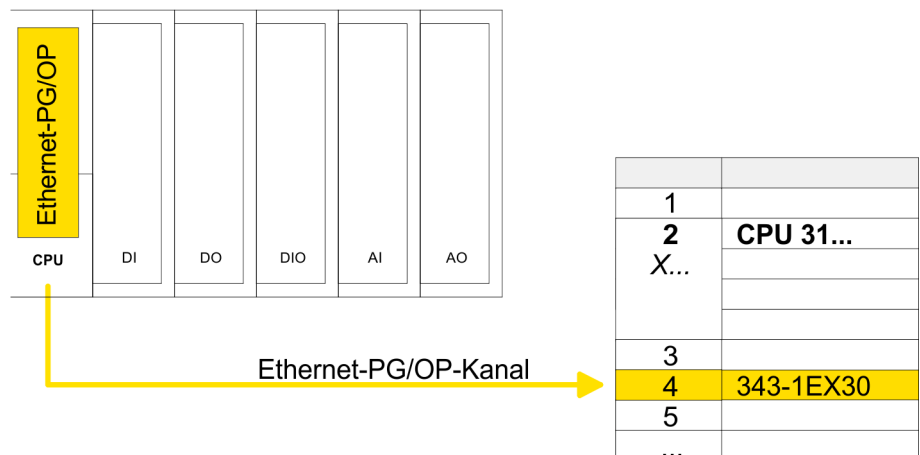 Ethernet-PG/OP
CPU
DI
DO
DIO
AI
AO
Ethernet-PG/OP-Kanal
1
2 CPU 31...
X...
3
4 343-1EX30
5
...